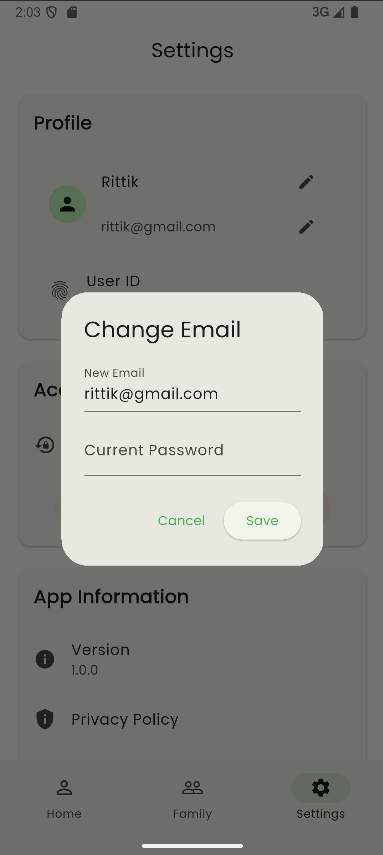 2:03
3G
Settings
Profile
Rittik
rittik@gmail.com
User ID
Change Email
New Email
rittik@gmail.com
Current Password
Cancel
Save
App Information
Version
1.0.0
Privacy Policy
Home
Family
Settings